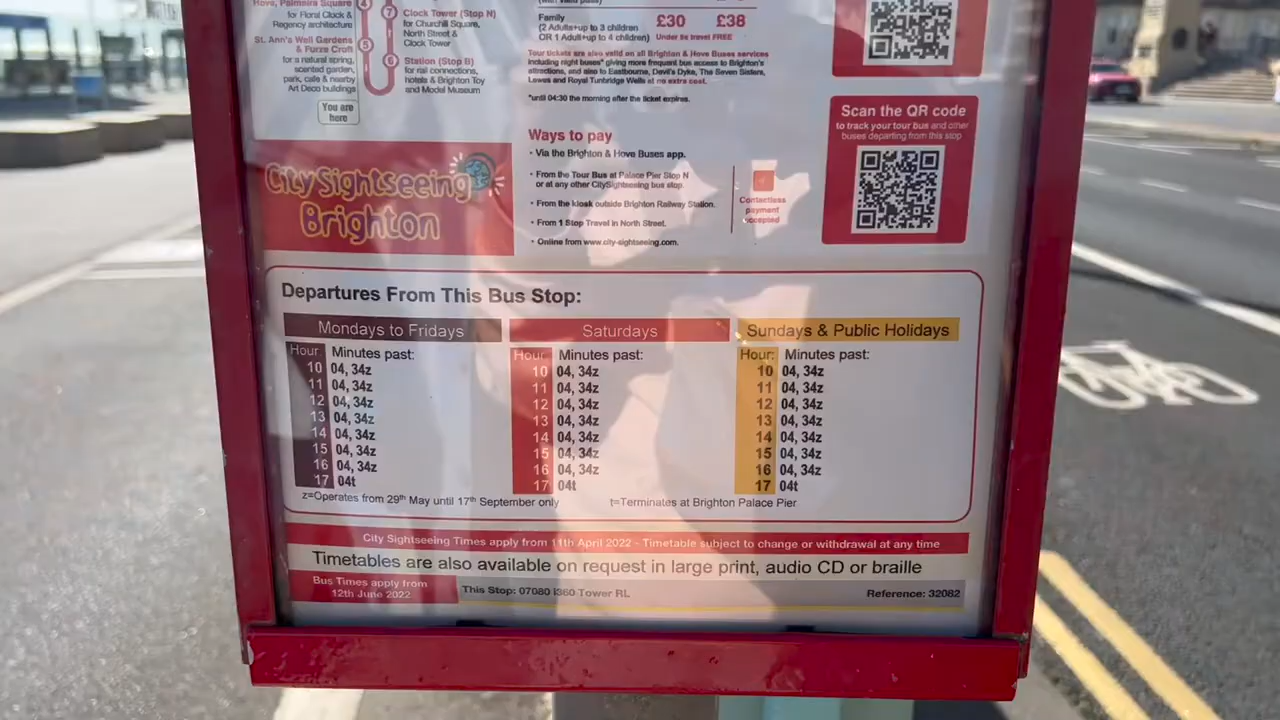 Hove, Palmeira Square
for Floral Clock &
Regency architecture
St. Ann's Well Gardens
& Furze Croft
for a natural spring,
scented garden,
park, cafe & nearby
Art Deco buildings
You are
here
4
5
7
6
Clock Tower (Stop N)
for Churchill Square,
North Street &
Clock Tower
Station (Stop B)
for rail connections,
hotels & Brighton Toy
and Model Museum
Family
(2 Adults+up to 3 children
OR 1 Adult+up to 4 children)
£30 £38
Under 5s travel FREE
Tour tickets are also valid on all Brighton & Hove Buses services
including night buses* giving more frequent bus access to Brighton's
attractions, and also to Eastbourne, Devil's Dyke, The Seven Sisters,
Lewes and Royal Tunbridge Wells at no extra cost.
*until 04:30 the morning after the ticket expires.
Ways to pay
• Via the Brighton & Hove Buses app.
• From the Tour Bus at Palace Pier Stop N
or at any other CitySightseeing bus stop.
• From the kiosk outside Brighton Railway Station.
• From 1 Stop Travel in North Street.
• Online from www.city-sightseeing.com.
Contactless
payment
accepted
Scan the QR code
to track your tour bus and other
buses departing from this stop
City Sightseeing
Brighton
Departures From This Bus Stop:
Mondays to Fridays
Hour Minutes past:
10 04, 34z
11 04, 34z
12 04, 34z
13 04, 34z
14 04, 34z
15 04, 34z
16 04, 34z
17 04t
Saturdays
Hour Minutes past:
10 04, 34z
11 04, 34z
12 04, 34z
13 04, 34z
14 04, 34z
15 04, 34z
16 04, 34z
17 04t
Sundays & Public Holidays
Hour: Minutes past:
10 04, 34z
11 04, 34z
12 04, 34z
13 04, 34z
14 04, 34z
15 04, 34z
16 04, 34z
17 04t
z=Operates from 29th May until 17th September only t=Terminates at Brighton Palace Pier
City Sightseeing Times apply from 11th April 2022 - Timetable subject to change or withdrawal at any time
Timetables are also available on request in large print, audio CD or braille
Bus Times apply from
12th June 2022
This Stop: 07080 i360 Tower RL
Reference: 32082